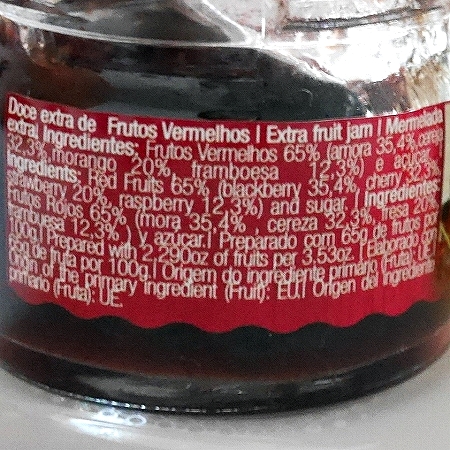 Doce extra de Frutos Vermelhos | Extra fruit jam | Mermelada
extra| Ingredientes: Frutos Vermelhos 65% (amora 35,4% cereja
32,3% morango 20% framboesa 12,3%) e açúcar.
Ingredients: Red Fruits 65% (blackberry 35,4%, cherry 32,3%
strawberry 20%, raspberry 12,3%) and sugar. | Ingredientes:
Frutos Rojos 65% (mora 35,4% cereza 32,3%, fresa 20%
frambuesa 12,3%) y azúcar.| Preparado com 65g de frutos por
100g| Prepared with 2,290oz of fruits per 3.53oz. | Elaborado con
65g de fruta por 100g.| Origem do ingrediente primário (Fruta): UE.
Origin of the primary ingredient (Fruit): EU.| Origen del ingrediente
primario (Fruta): UE.